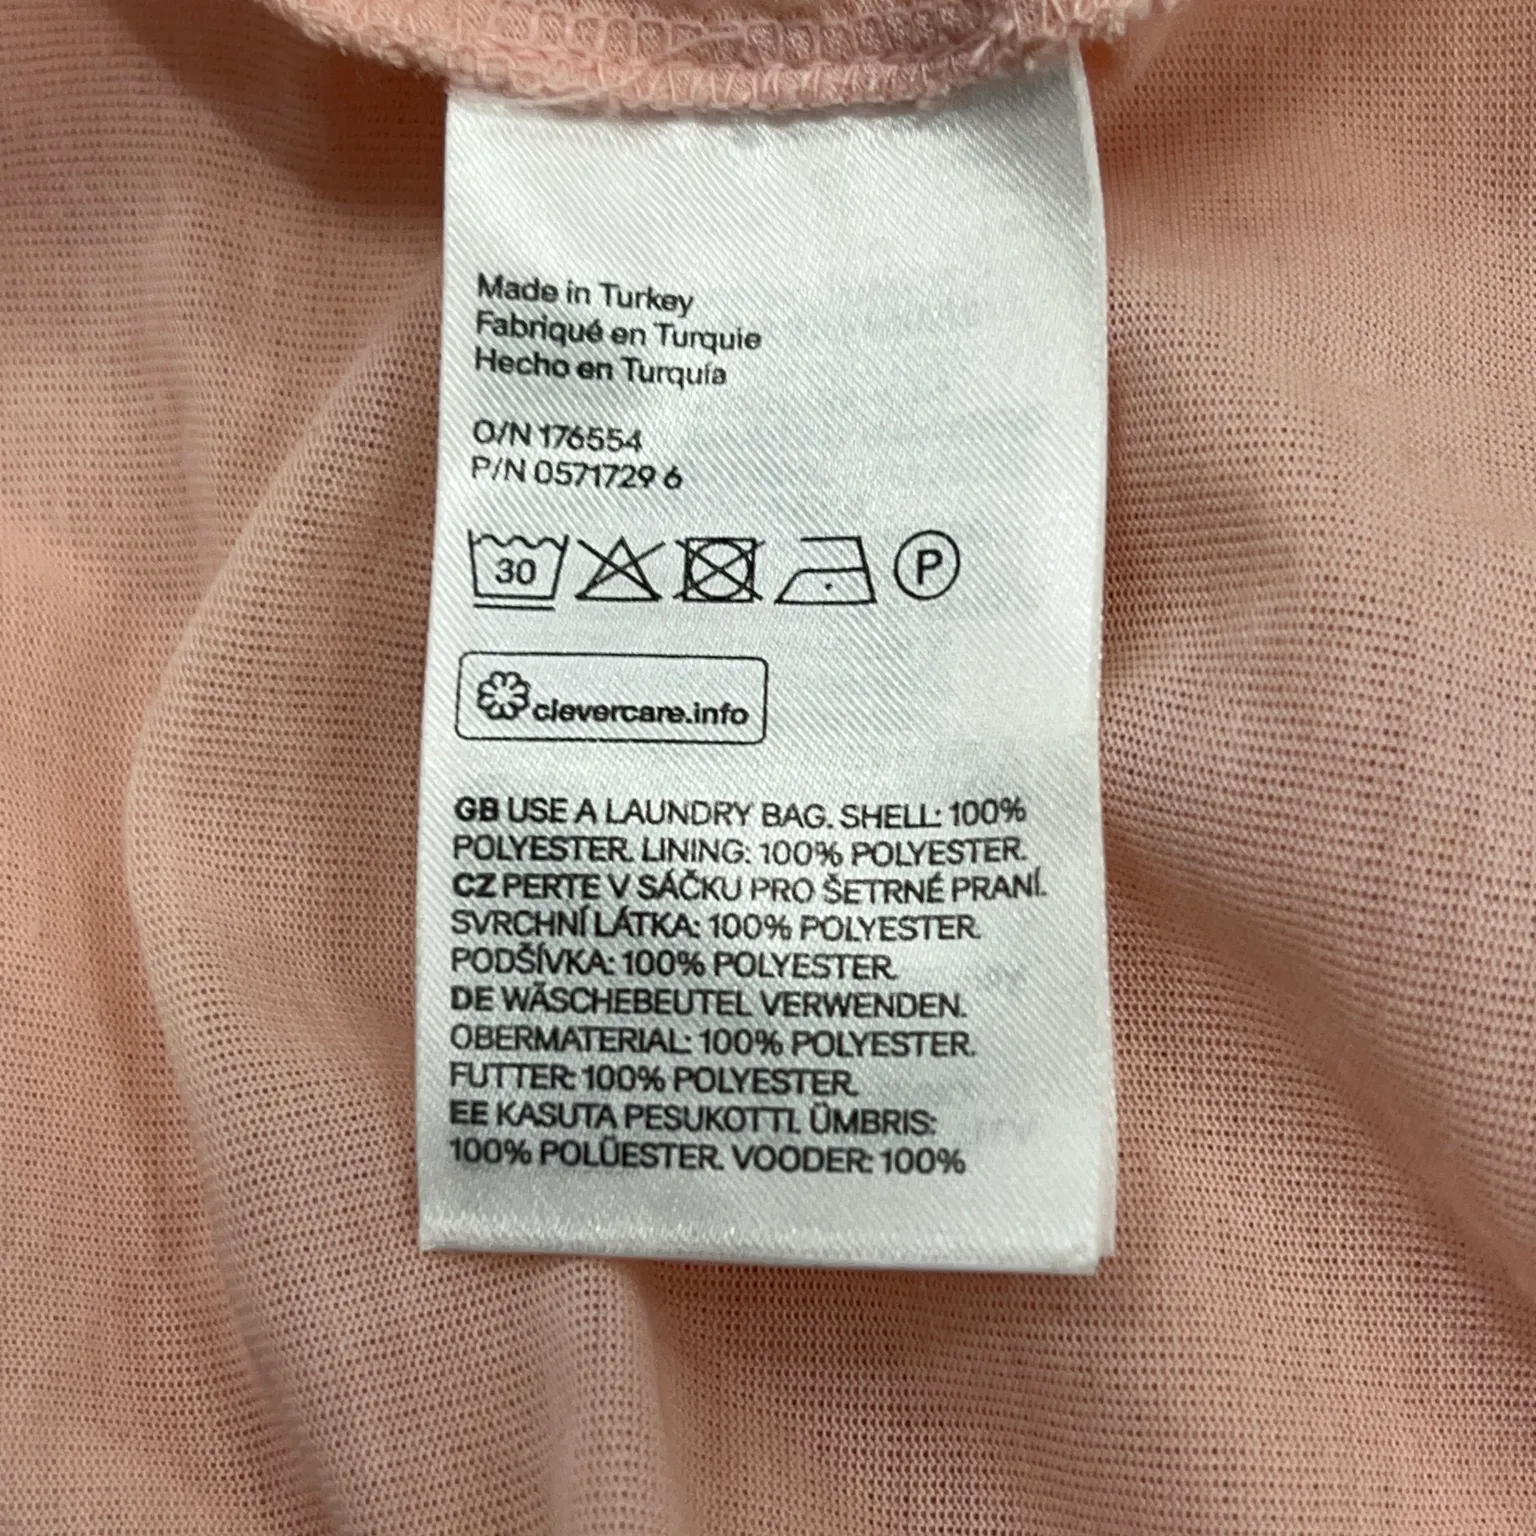 Made in Turkey
Fabriqué en Turquie
Hecho en Turquía
O/N 176554
P/N 0571729 6
30
P
clevercare.info
GB USE A LAUNDRY BAG. SHELL: 100%
POLYESTER. LINING: 100% POLYESTER.
CZ PERTE V SÁČKU PRO ŠETRNÉ PRANÍ.
SVRCHNÍ LÁTKA: 100% POLYESTER.
PODŠÍVKA: 100% POLYESTER.
DE WÄSCHEBEUTEL VERWENDEN.
OBERMATERIAL: 100% POLYESTER.
FUTTER: 100% POLYESTER.
EE KASUTA PESUKOTTI. ÜMBRIS:
100% POLÜESTER. VOODER: 100%